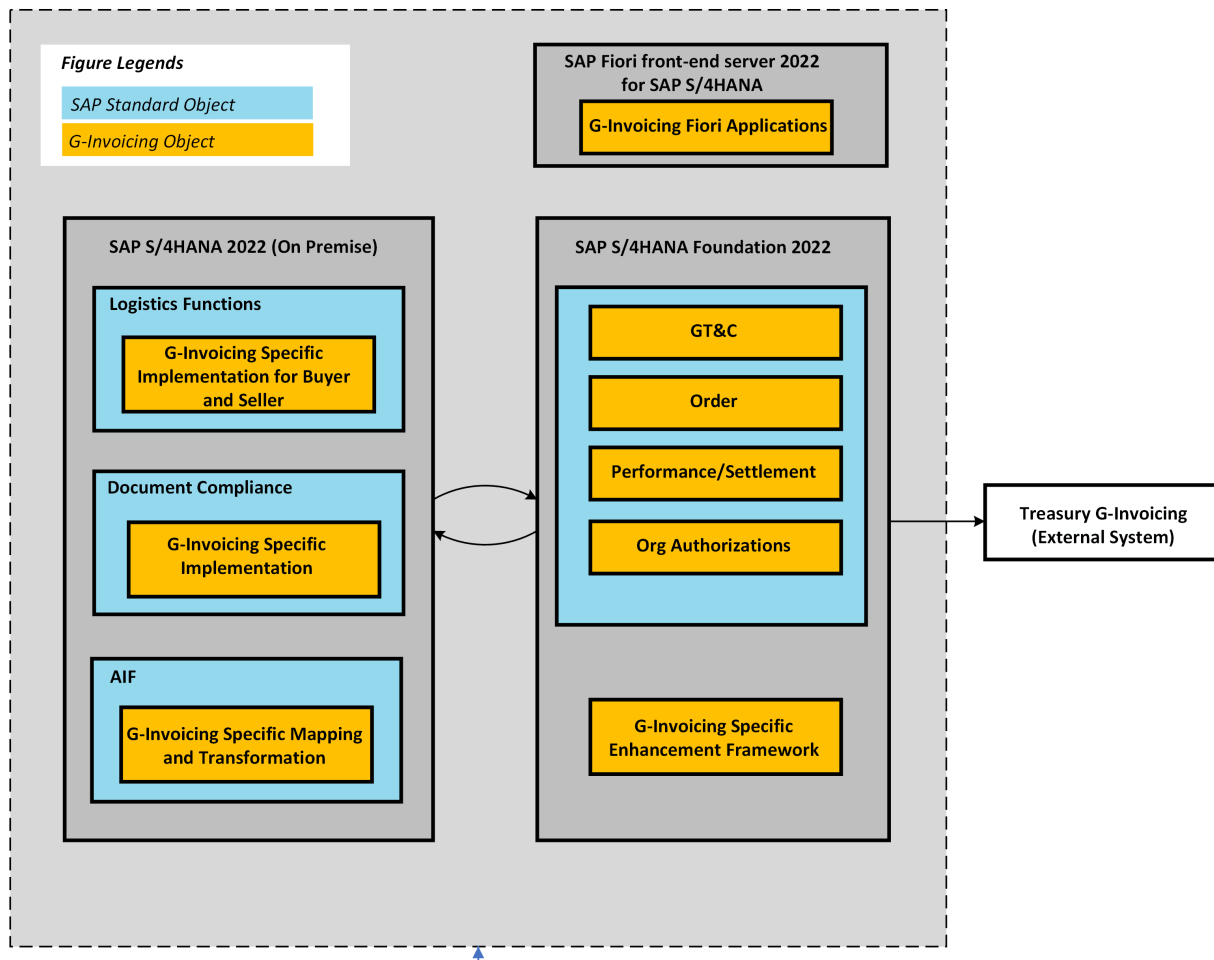 Figure Legends
SAP Standard Object
G-Invoicing Object
SAP Fiori front-end server 2022
for SAP S/4HANA
G-Invoicing Fiori Applications
SAP S/4HANA 2022 (On Premise)
Logistics Functions
G-Invoicing Specific
Implementation for Buyer
and Seller
Document Compliance
G-Invoicing Specific
Implementation
AIF
G-Invoicing Specific Mapping
and Transformation
SAP S/4HANA Foundation 2022
GT&C
Order
Performance/Settlement
Org Authorizations
G-Invoicing Specific
Enhancement Framework
Treasury G-Invoicing
(External System)